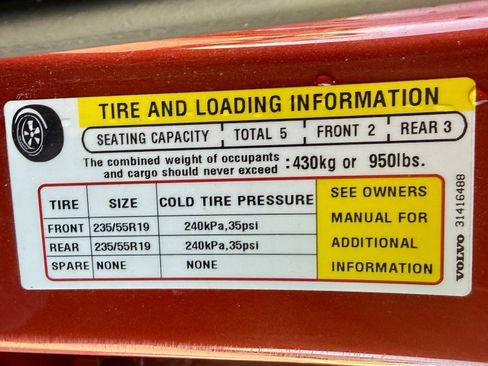 TIRE AND LOADING INFORMATION
SEATING CAPACITY TOTAL 5 FRONT 2 REAR 3
The combined weight of occupants and cargo should never exceed : 430kg or 950lbs.
TIRE SIZE COLD TIRE PRESSURE
FRONT 235/55R19 240kPa,35psi
REAR 235/55R19 240kPa,35psi
SPARE NONE NONE
SEE OWNERS
MANUAL FOR
ADDITIONAL
INFORMATION
VOLVO 31416488